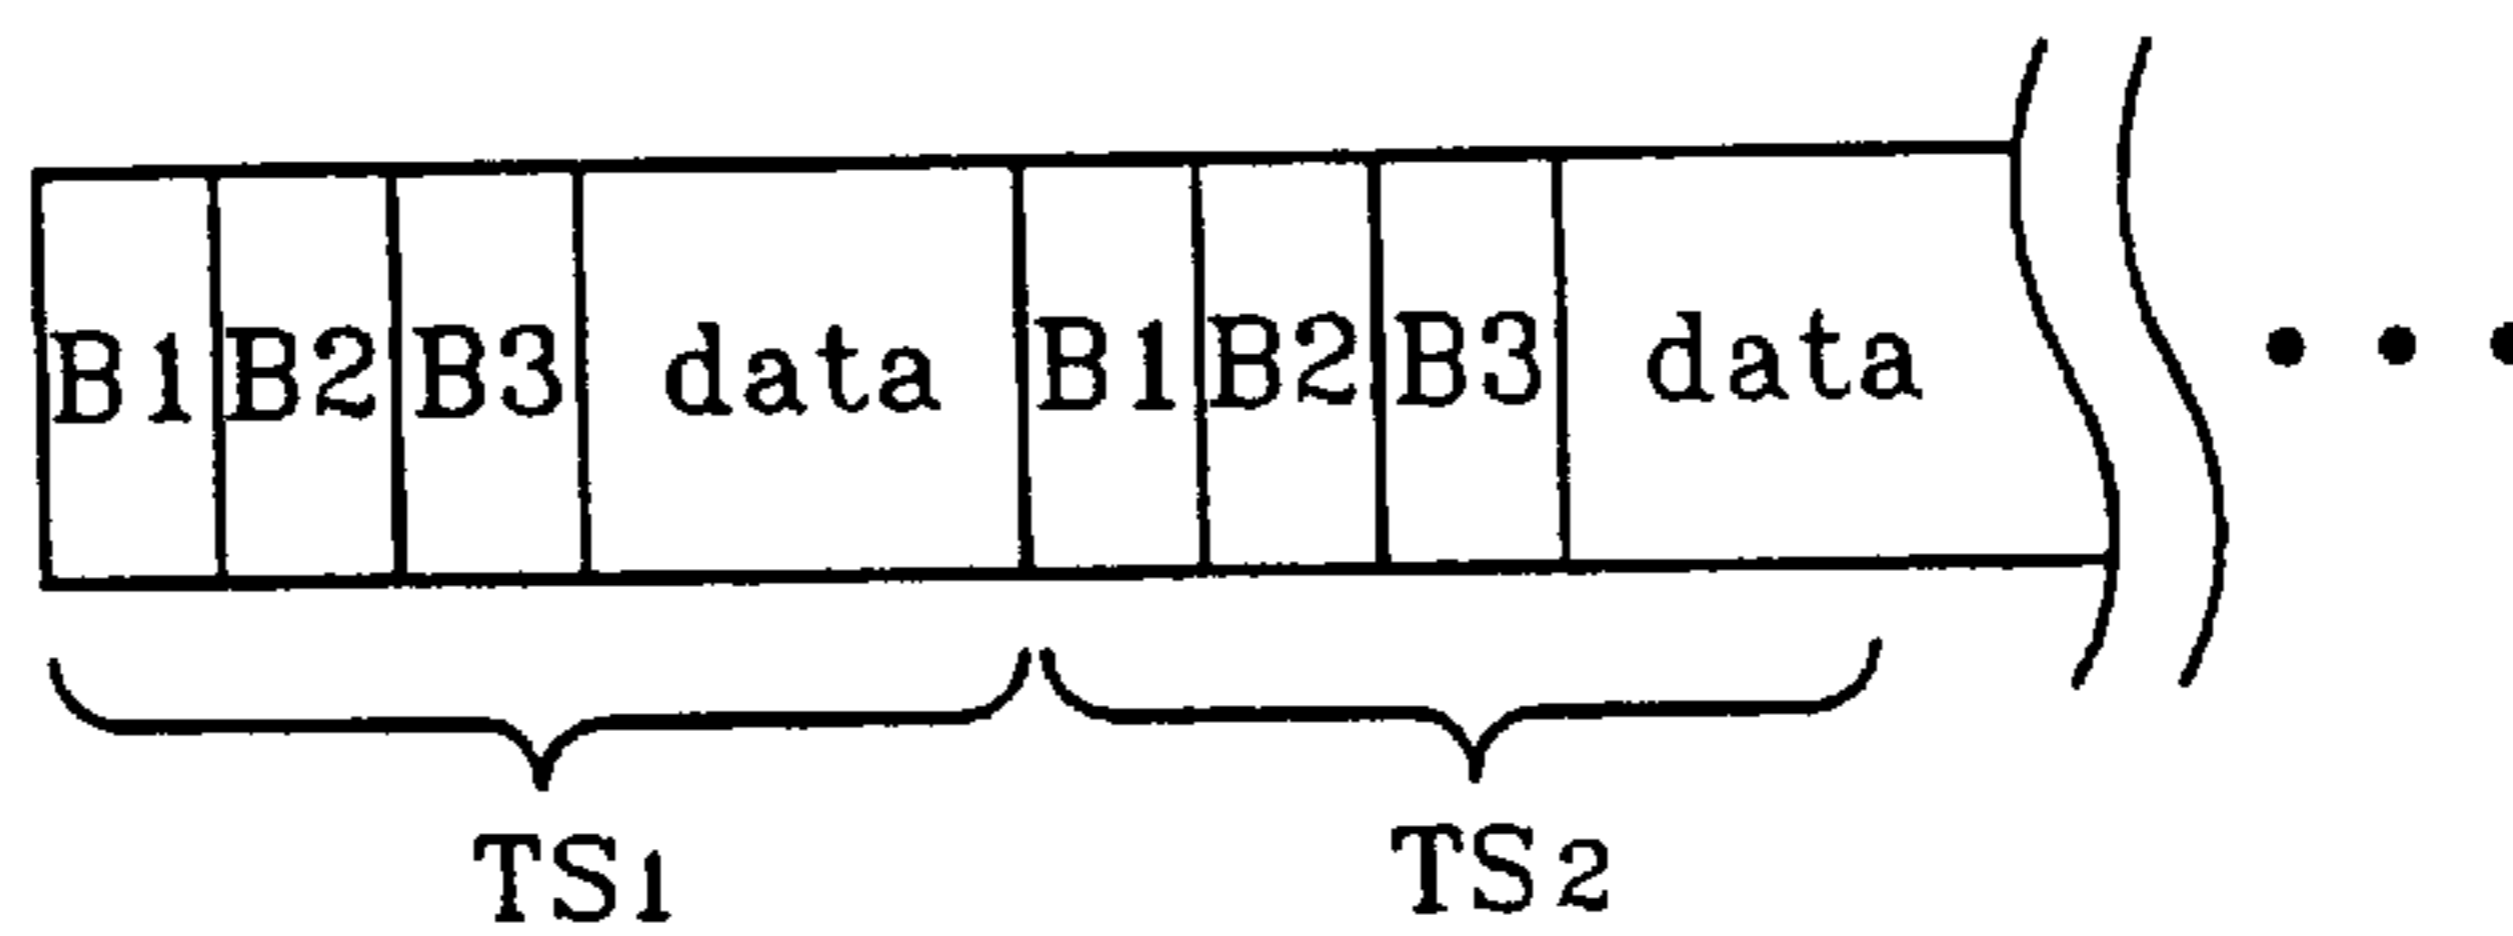 B1 B2 B3 data B1 B2 B3 data • • •
TS1 TS2